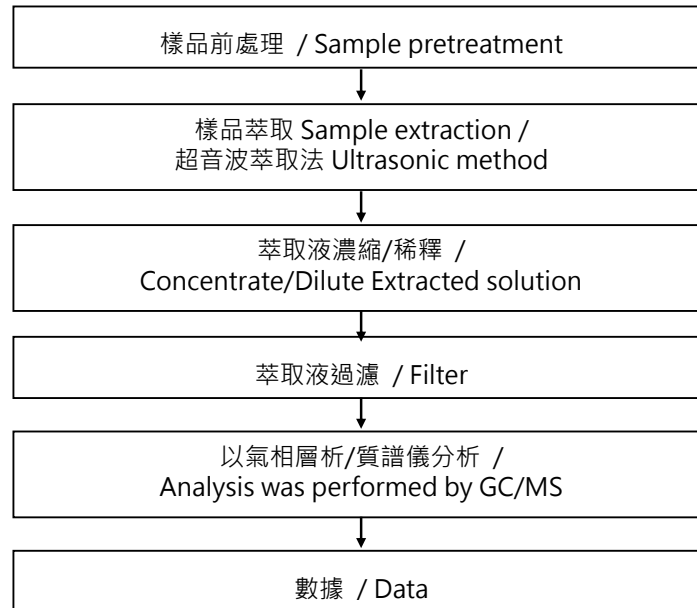 樣品前處理 / Sample pretreatment
樣品萃取 Sample extraction /
超音波萃取法 Ultrasonic method
萃取液濃縮/稀釋 /
Concentrate/Dilute Extracted solution
萃取液過濾 / Filter
以氣相層析/質譜儀分析 /
Analysis was performed by GC/MS
數據 / Data